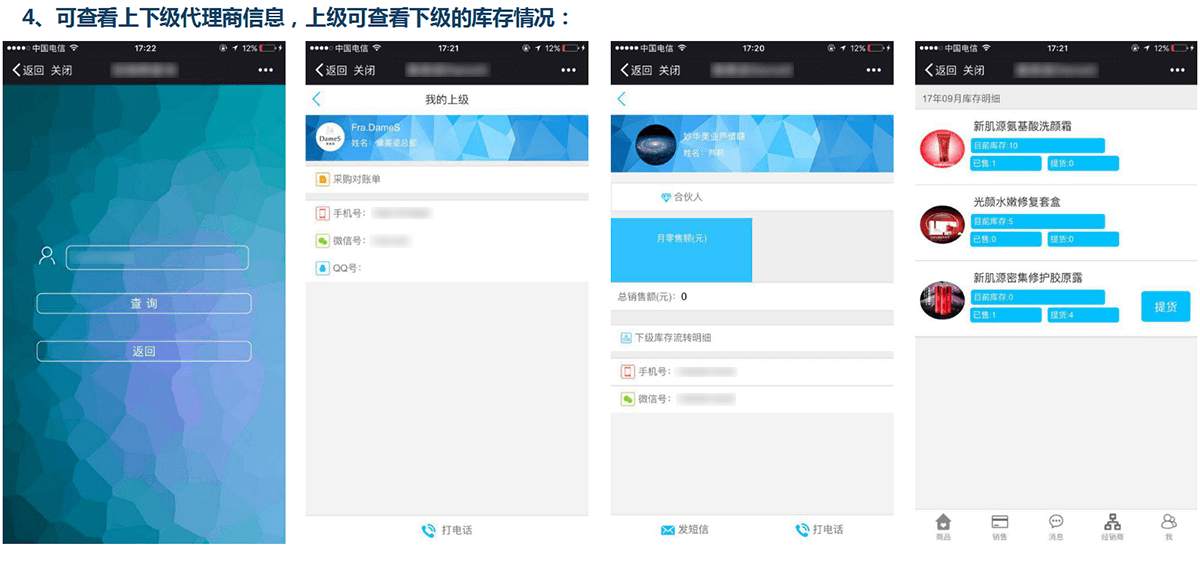 4、可查看上下级代理商信息，上级可查看下级的库存情况：
中国电信 17:22 12%
返回 关闭
查 询
返回
中国电信 17:21 12%
返回 关闭
我的上级
DameS
Fra.DameS
采购对账单
手机号：
微信号：
QQ号：
打电话
中国电信 17:20 12%
返回 关闭
合伙人
月零售额(元)
总销售额(元)：0
下级库存流转明细
手机号：
微信号：
发短信 打电话
中国电信 17:21 12%
返回 关闭
17年09月库存明细
新肌源氨基酸洗颜霜
目前库存:10
已售:1 提货:0
光颜水嫩修复套盒
目前库存:5
已售:0 提货:0
新肌源密集修护胶原露
目前库存:0
已售:1 提货:4
提货
商品 销售 消息 经销商 我